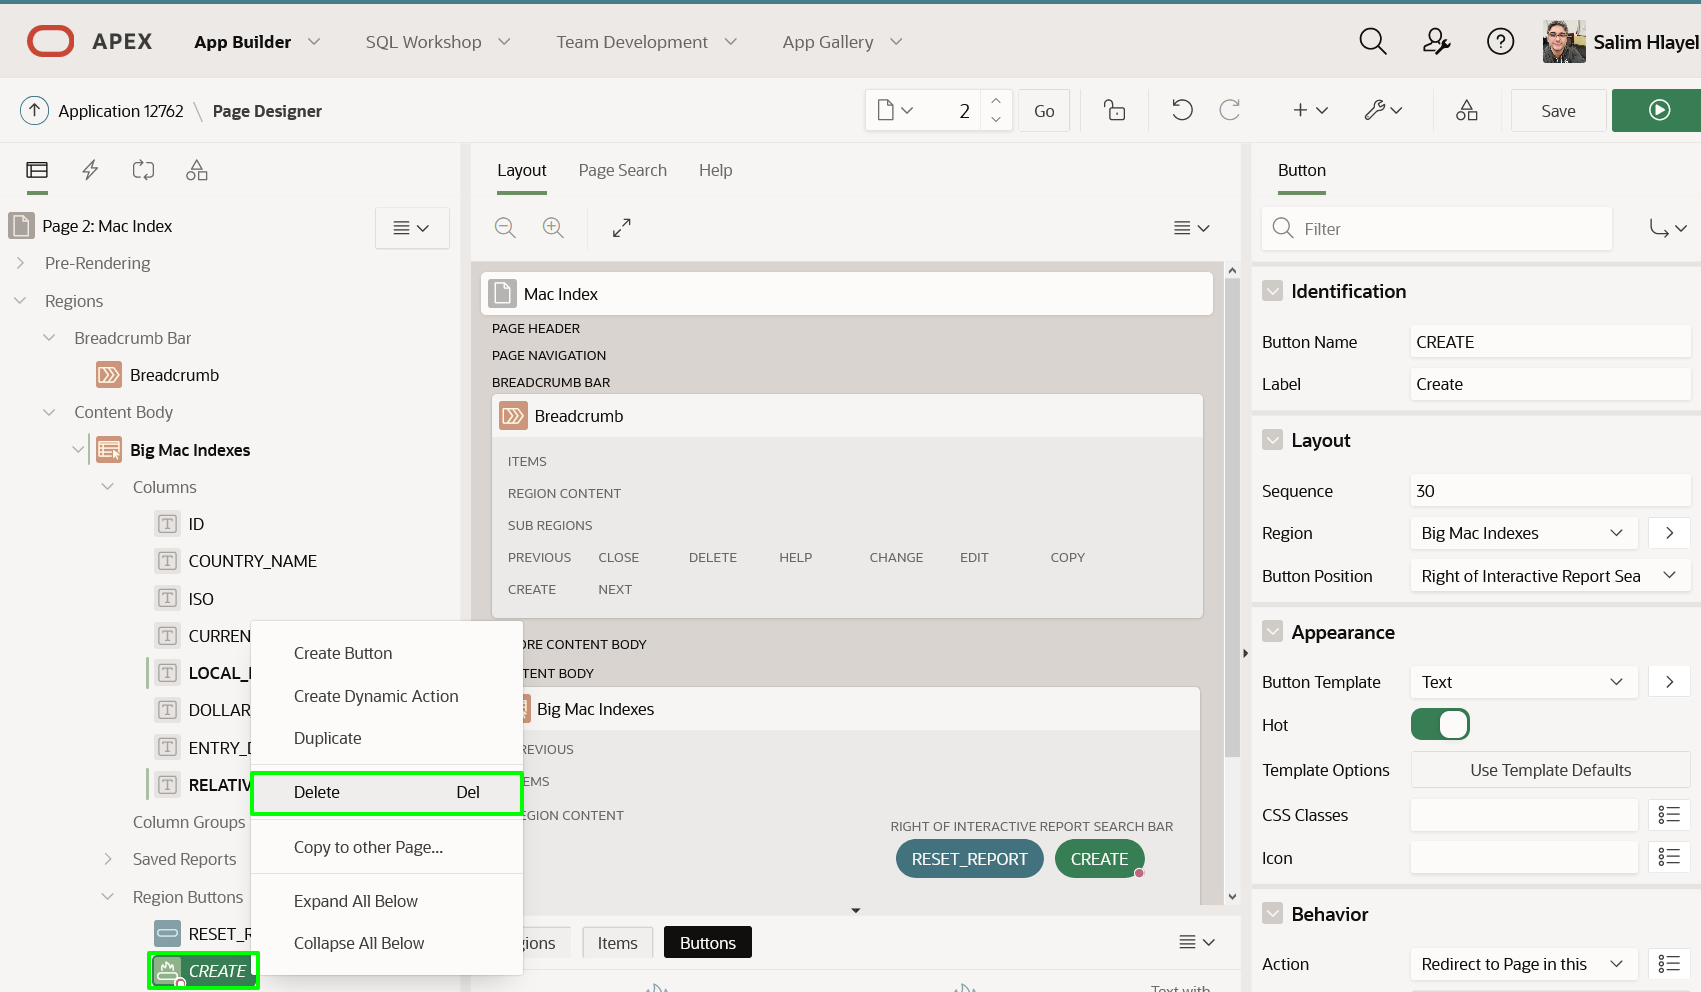 APEX App Builder SQL Workshop Team Development App Gallery Salim Hlayel
Application 12762 \ Page Designer 2 Go Save
Page 2: Mac Index
Pre-Rendering
Regions
Breadcrumb Bar
Breadcrumb
Content Body
Big Mac Indexes
Columns
ID
COUNTRY_NAME
ISO
CURREN
LOCAL_
DOLLAR
ENTRY_
RELATIV
Column Groups
Saved Reports
Region Buttons
RESET_R
CREATE
Create Button
Create Dynamic Action
Duplicate
Delete Del
Copy to other Page...
Expand All Below
Collapse All Below
Layout Page Search Help
Mac Index
PAGE HEADER
PAGE NAVIGATION
BREADCRUMB BAR
Breadcrumb
ITEMS
REGION CONTENT
SUB REGIONS
PREVIOUS CLOSE DELETE HELP CHANGE EDIT COPY
CREATE NEXT
ORE CONTENT BODY
TENT BODY
Big Mac Indexes
REVIOUS
EMS
EGION CONTENT
RIGHT OF INTERACTIVE REPORT SEARCH BAR
RESET_REPORT CREATE
gions Items Buttons
Text with
Button
Filter
Identification
Button Name CREATE
Label Create
Layout
Sequence 30
Region Big Mac Indexes
Button Position Right of Interactive Report Sea
Appearance
Button Template Text
Hot
Template Options Use Template Defaults
CSS Classes
Icon
Behavior
Action Redirect to Page in this